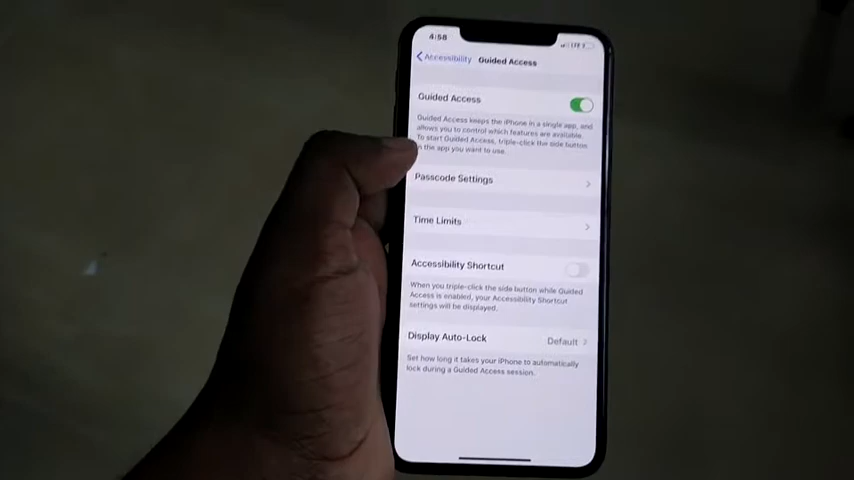 4:58
LTE
Accessibility Guided Access
Guided Access
Guided Access keeps the iPhone in a single app, and
allows you to control which features are available.
To start Guided Access, triple-click the side button
in the app you want to use.
Passcode Settings
Time Limits
Accessibility Shortcut
When you triple-click the side button while Guided
Access is enabled, your Accessibility Shortcut
settings will be displayed.
Display Auto-Lock Default
Set how long it takes your iPhone to automatically
lock during a Guided Access session.